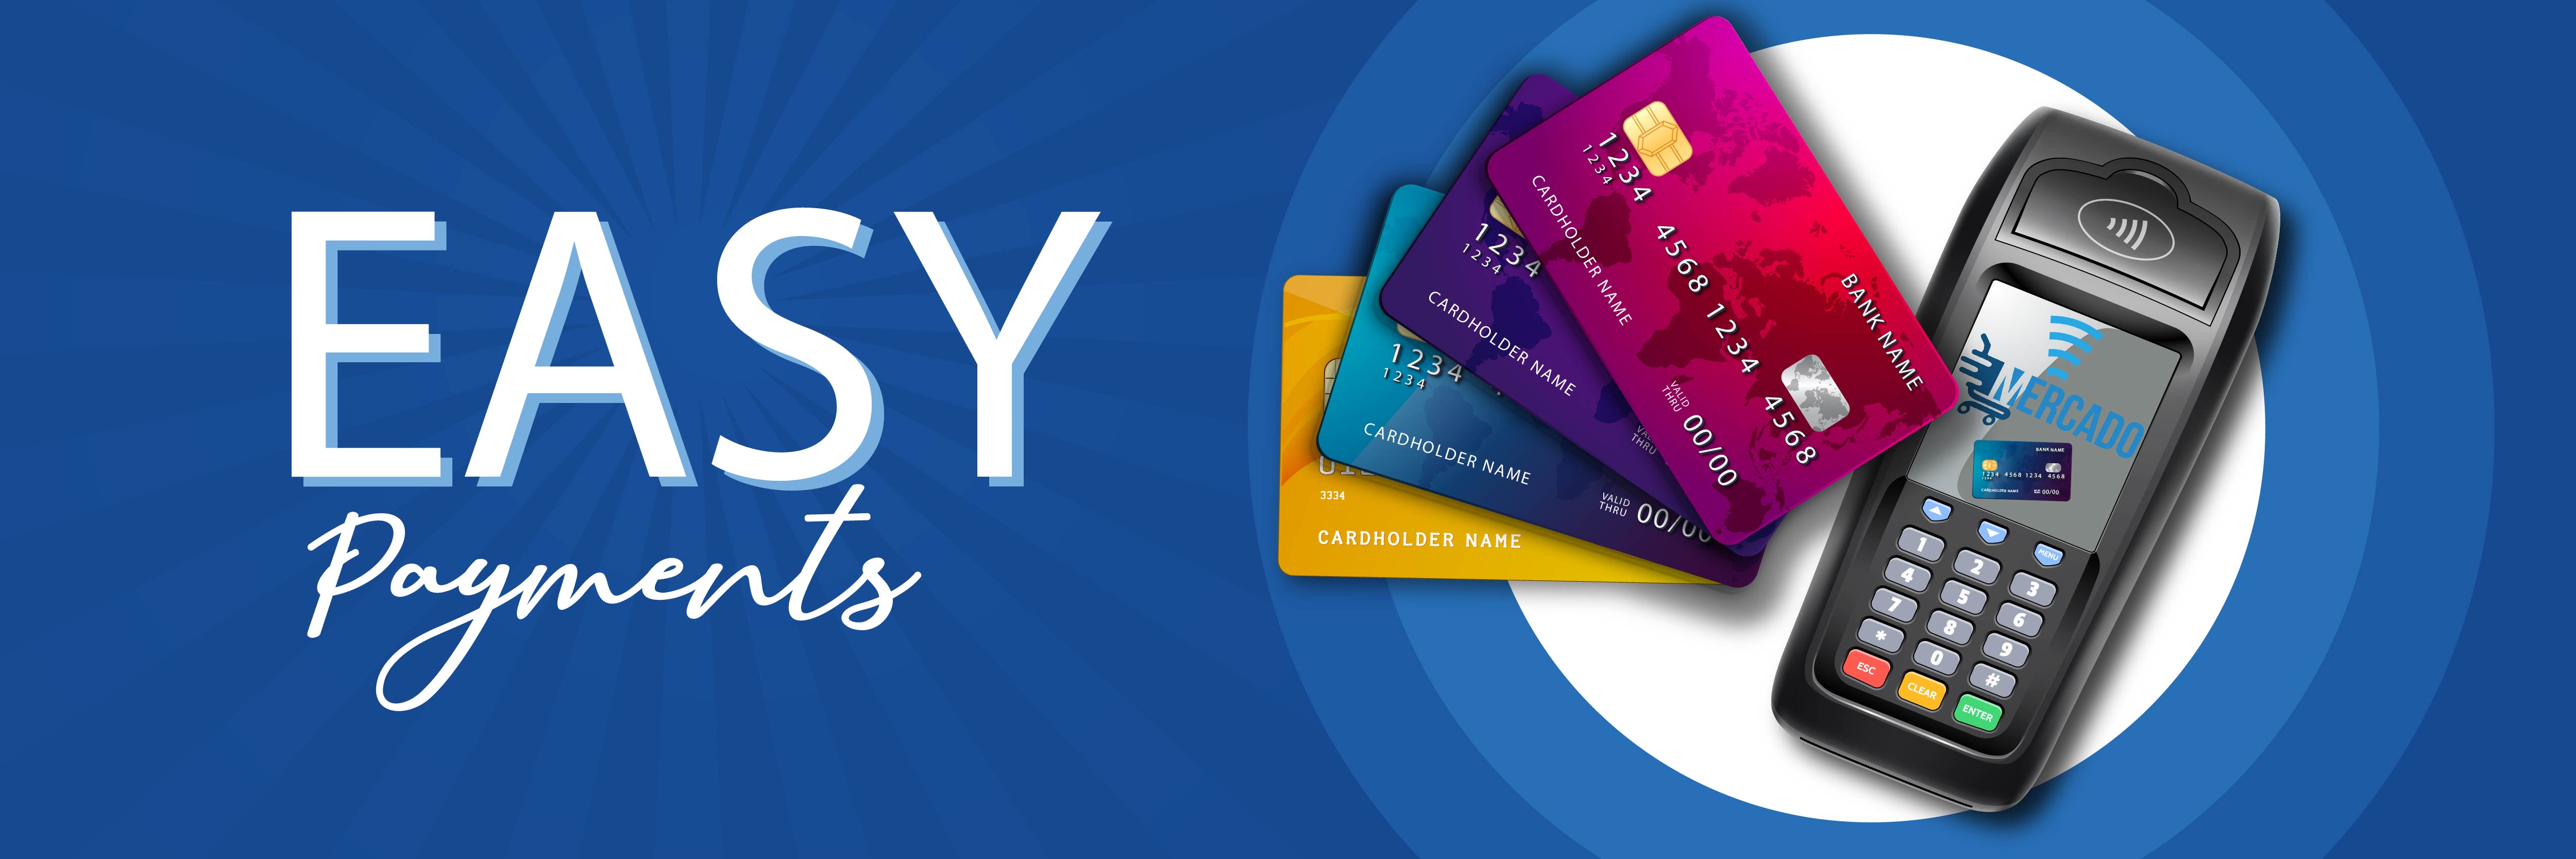 EASY
Payments
1234 4568 1234 4568
1234
CARDHOLDER NAME
BANK NAME
VALID
THRU 00/00
1234
1234
CARDHOLDER NAME
1234
1234
CARDHOLDER NAME
VALID
THRU 00/00
3334
CARDHOLDER NAME
MERCADO
BANK NAME
1234 4568 1234 4568
1234
CARDHOLDER NAME
00/00
MENU
1 2 3
4 5 6
7 8 9
* 0 #
ESC CLEAR ENTER